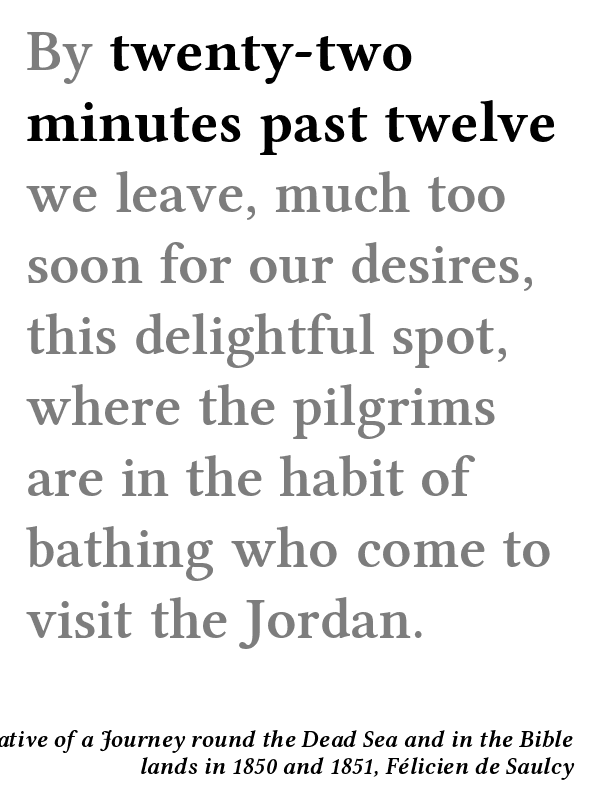 By twenty-two
minutes past twelve
we leave, much too
soon for our desires,
this delightful spot,
where the pilgrims
are in the habit of
bathing who come to
visit the Jordan.
ative of a Journey round the Dead Sea and in the Bible
lands in 1850 and 1851, Félicien de Saulcy